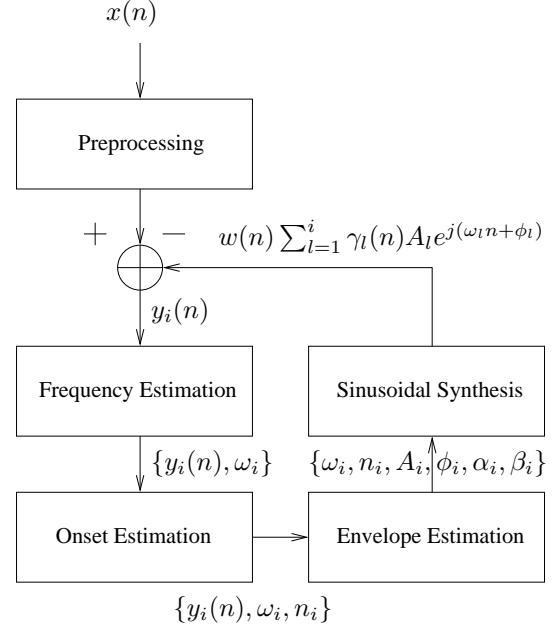 x(n)
Preprocessing
+ − w(n) ∑_{l=1}^{i} γ_l(n)A_l e^{j(ω_l n+φ_l)}
y_i(n)
Frequency Estimation
Sinusoidal Synthesis
{y_i(n), ω_i}
{ω_i, n_i, A_i, φ_i, α_i, β_i}
Onset Estimation
Envelope Estimation
{y_i(n), ω_i, n_i}